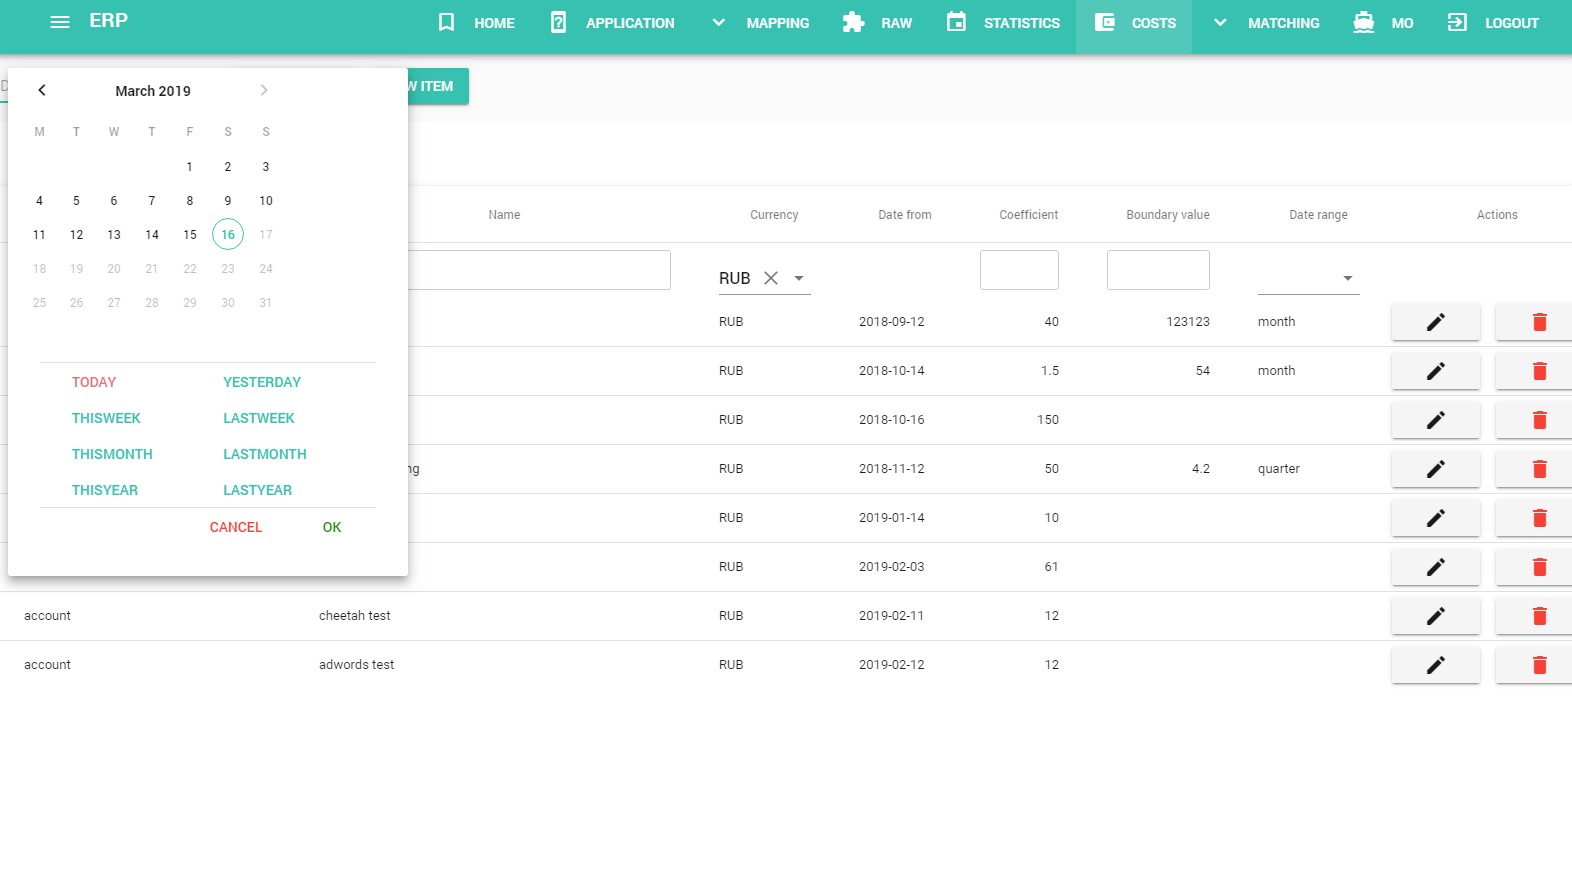 ERP HOME APPLICATION MAPPING RAW STATISTICS COSTS MATCHING MO LOGOUT
March 2019
ITEM
M T W T F S S
1 2 3
4 5 6 7 8 9 10
11 12 13 14 15 16 17
18 19 20 21 22 23 24
25 26 27 28 29 30 31
TODAY YESTERDAY
THISWEEK LASTWEEK
THISMONTH LASTMONTH
THISYEAR LASTYEAR
CANCEL OK
Name Currency Date from Coefficient Boundary value Date range Actions
RUB
RUB 2018-09-12 40 123123 month
RUB 2018-10-14 1.5 54 month
RUB 2018-10-16 150
ng RUB 2018-11-12 50 4.2 quarter
RUB 2019-01-14 10
RUB 2019-02-03 61
account cheetah test RUB 2019-02-11 12
account adwords test RUB 2019-02-12 12